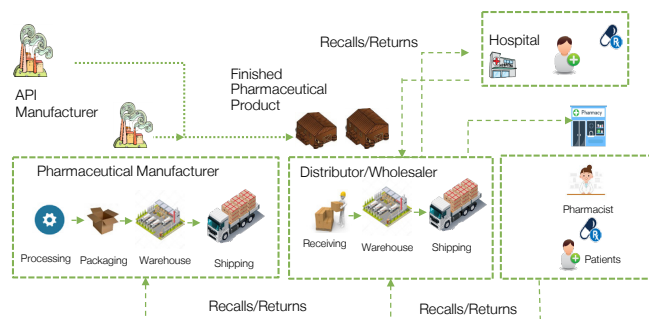 Recalls/Returns
Hospital
API
Manufacturer
Finished
Pharmaceutical
Product
Pharmacy
Pharmaceutical Manufacturer
Distributor/Wholesaler
Pharmacist
Processing
Packaging
Warehouse
Shipping
Receiving
Warehouse
Shipping
Patients
Recalls/Returns
Recalls/Returns